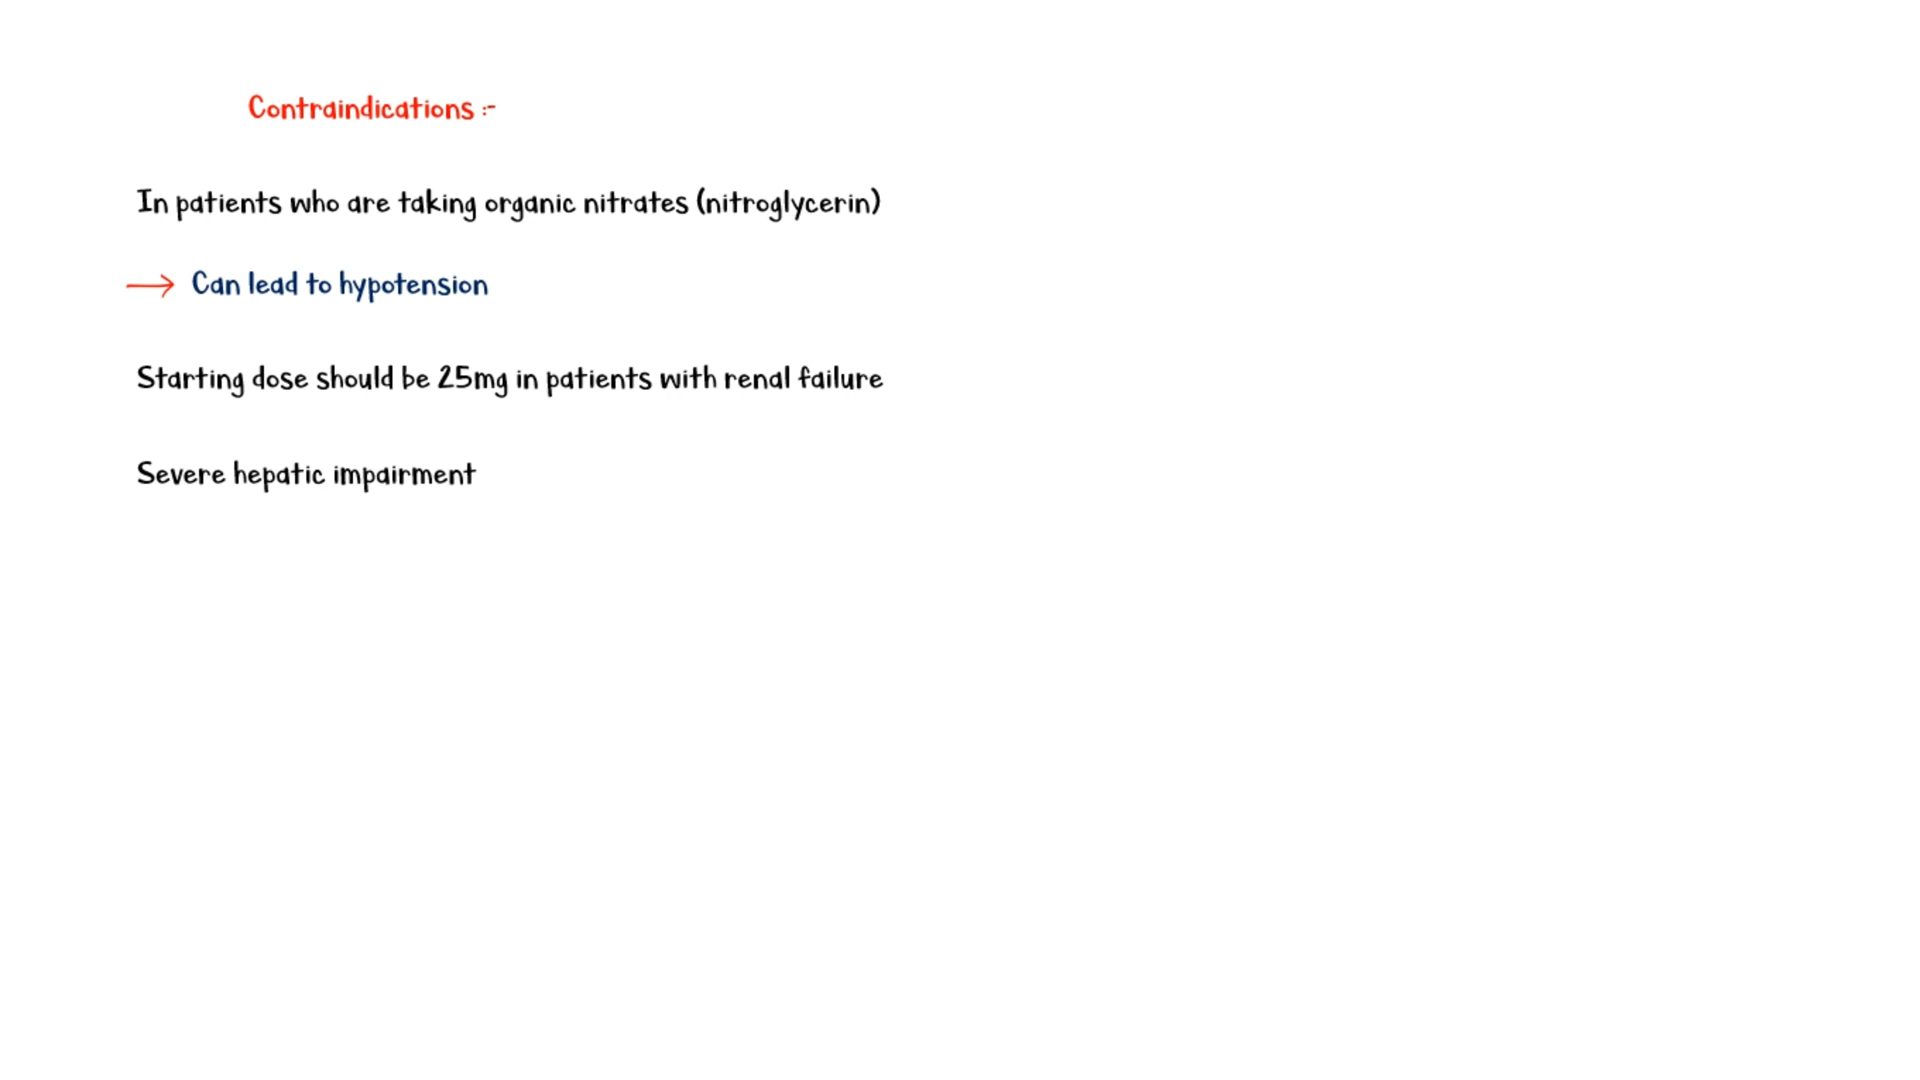 Contraindications :-
In patients who are taking organic nitrates (nitroglycerin)
→ Can lead to hypotension
Starting dose should be 25mg in patients with renal failure
Severe hepatic impairment